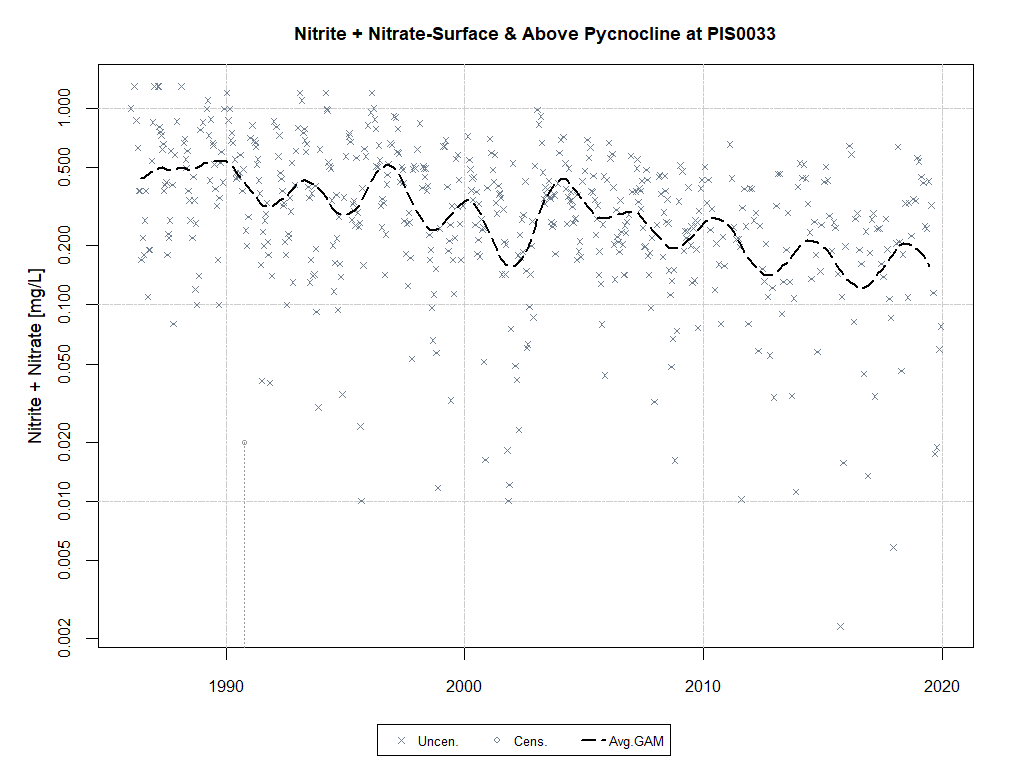 Nitrite + Nitrate-Surface & Above Pycnocline at PIS0033
Nitrite + Nitrate [mg/L]
1.000
0.500
0.200
0.100
0.050
0.020
0.010
0.005
0.002
1990 2000 2010 2020
Uncen. Cens. Avg.GAM